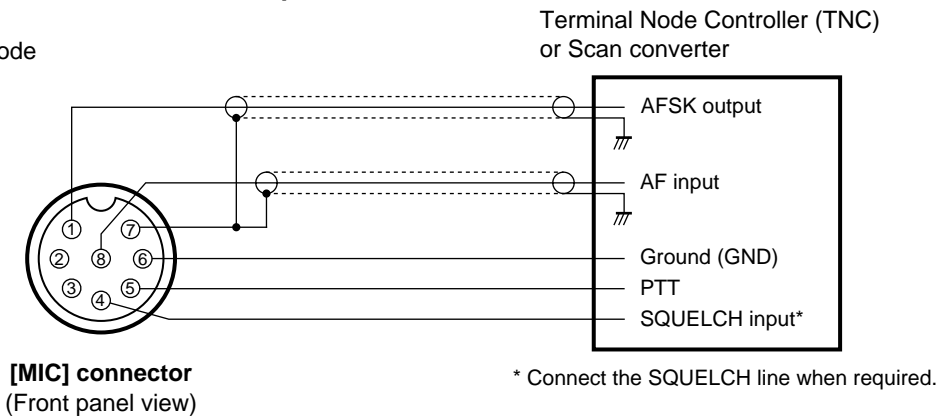 Terminal Node Controller (TNC)
or Scan converter
ode
AFSK output
AF input
Ground (GND)
PTT
SQUELCH input*
1
7
2
8
6
3
5
4
[MIC] connector
(Front panel view)
* Connect the SQUELCH line when required.